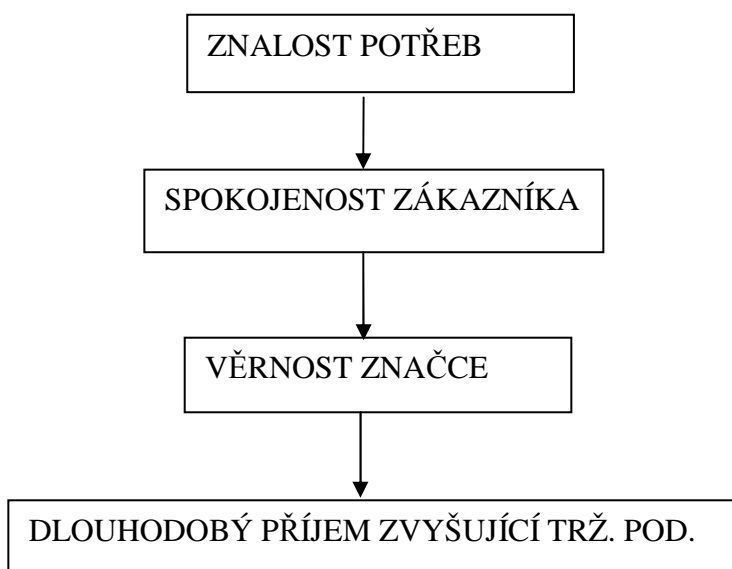 ZNALOST POTŘEB
SPOKOJENOST ZÁKAZNÍKA
VĚRNOST ZNAČCE
DLOUHODOBÝ PŘÍJEM ZVYŠUJÍCÍ TRŽ. POD.